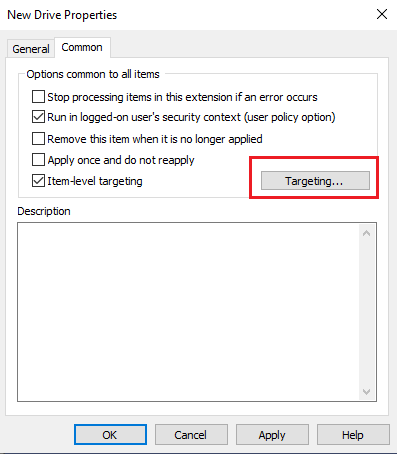 New Drive Properties
General
Common
Options common to all items
Stop processing items in this extension if an error occurs
Run in logged-on user's security context (user policy option)
Remove this item when it is no longer applied
Apply once and do not reapply
Item-level targeting
Targeting...
Description
OK
Cancel
Apply
Help